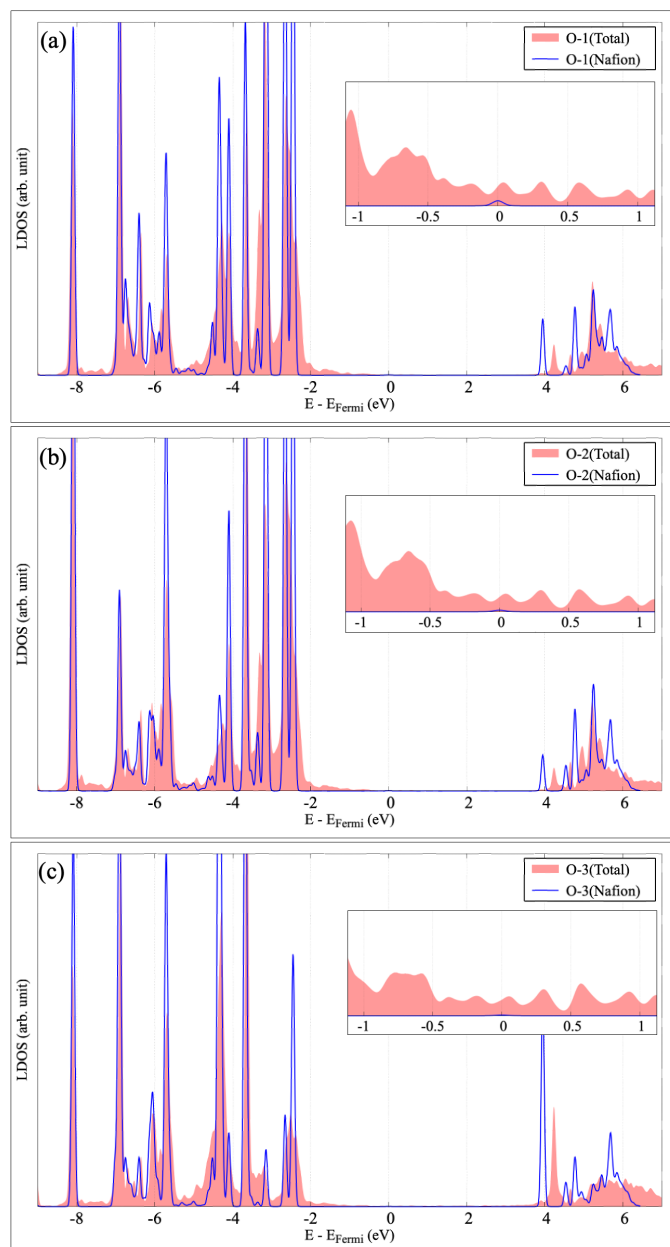 (a)
O-1(Total)
O-1(Nafion)
LDOS (arb. unit)
-1 -0.5 0 0.5 1
-8 -6 -4 -2 0 2 4 6
E - EFermi (eV)
(b)
O-2(Total)
O-2(Nafion)
LDOS (arb. unit)
-1 -0.5 0 0.5 1
-8 -6 -4 -2 0 2 4 6
E - EFermi (eV)
(c)
O-3(Total)
O-3(Nafion)
LDOS (arb. unit)
-1 -0.5 0 0.5 1
-8 -6 -4 -2 0 2 4 6
E - EFermi (eV)